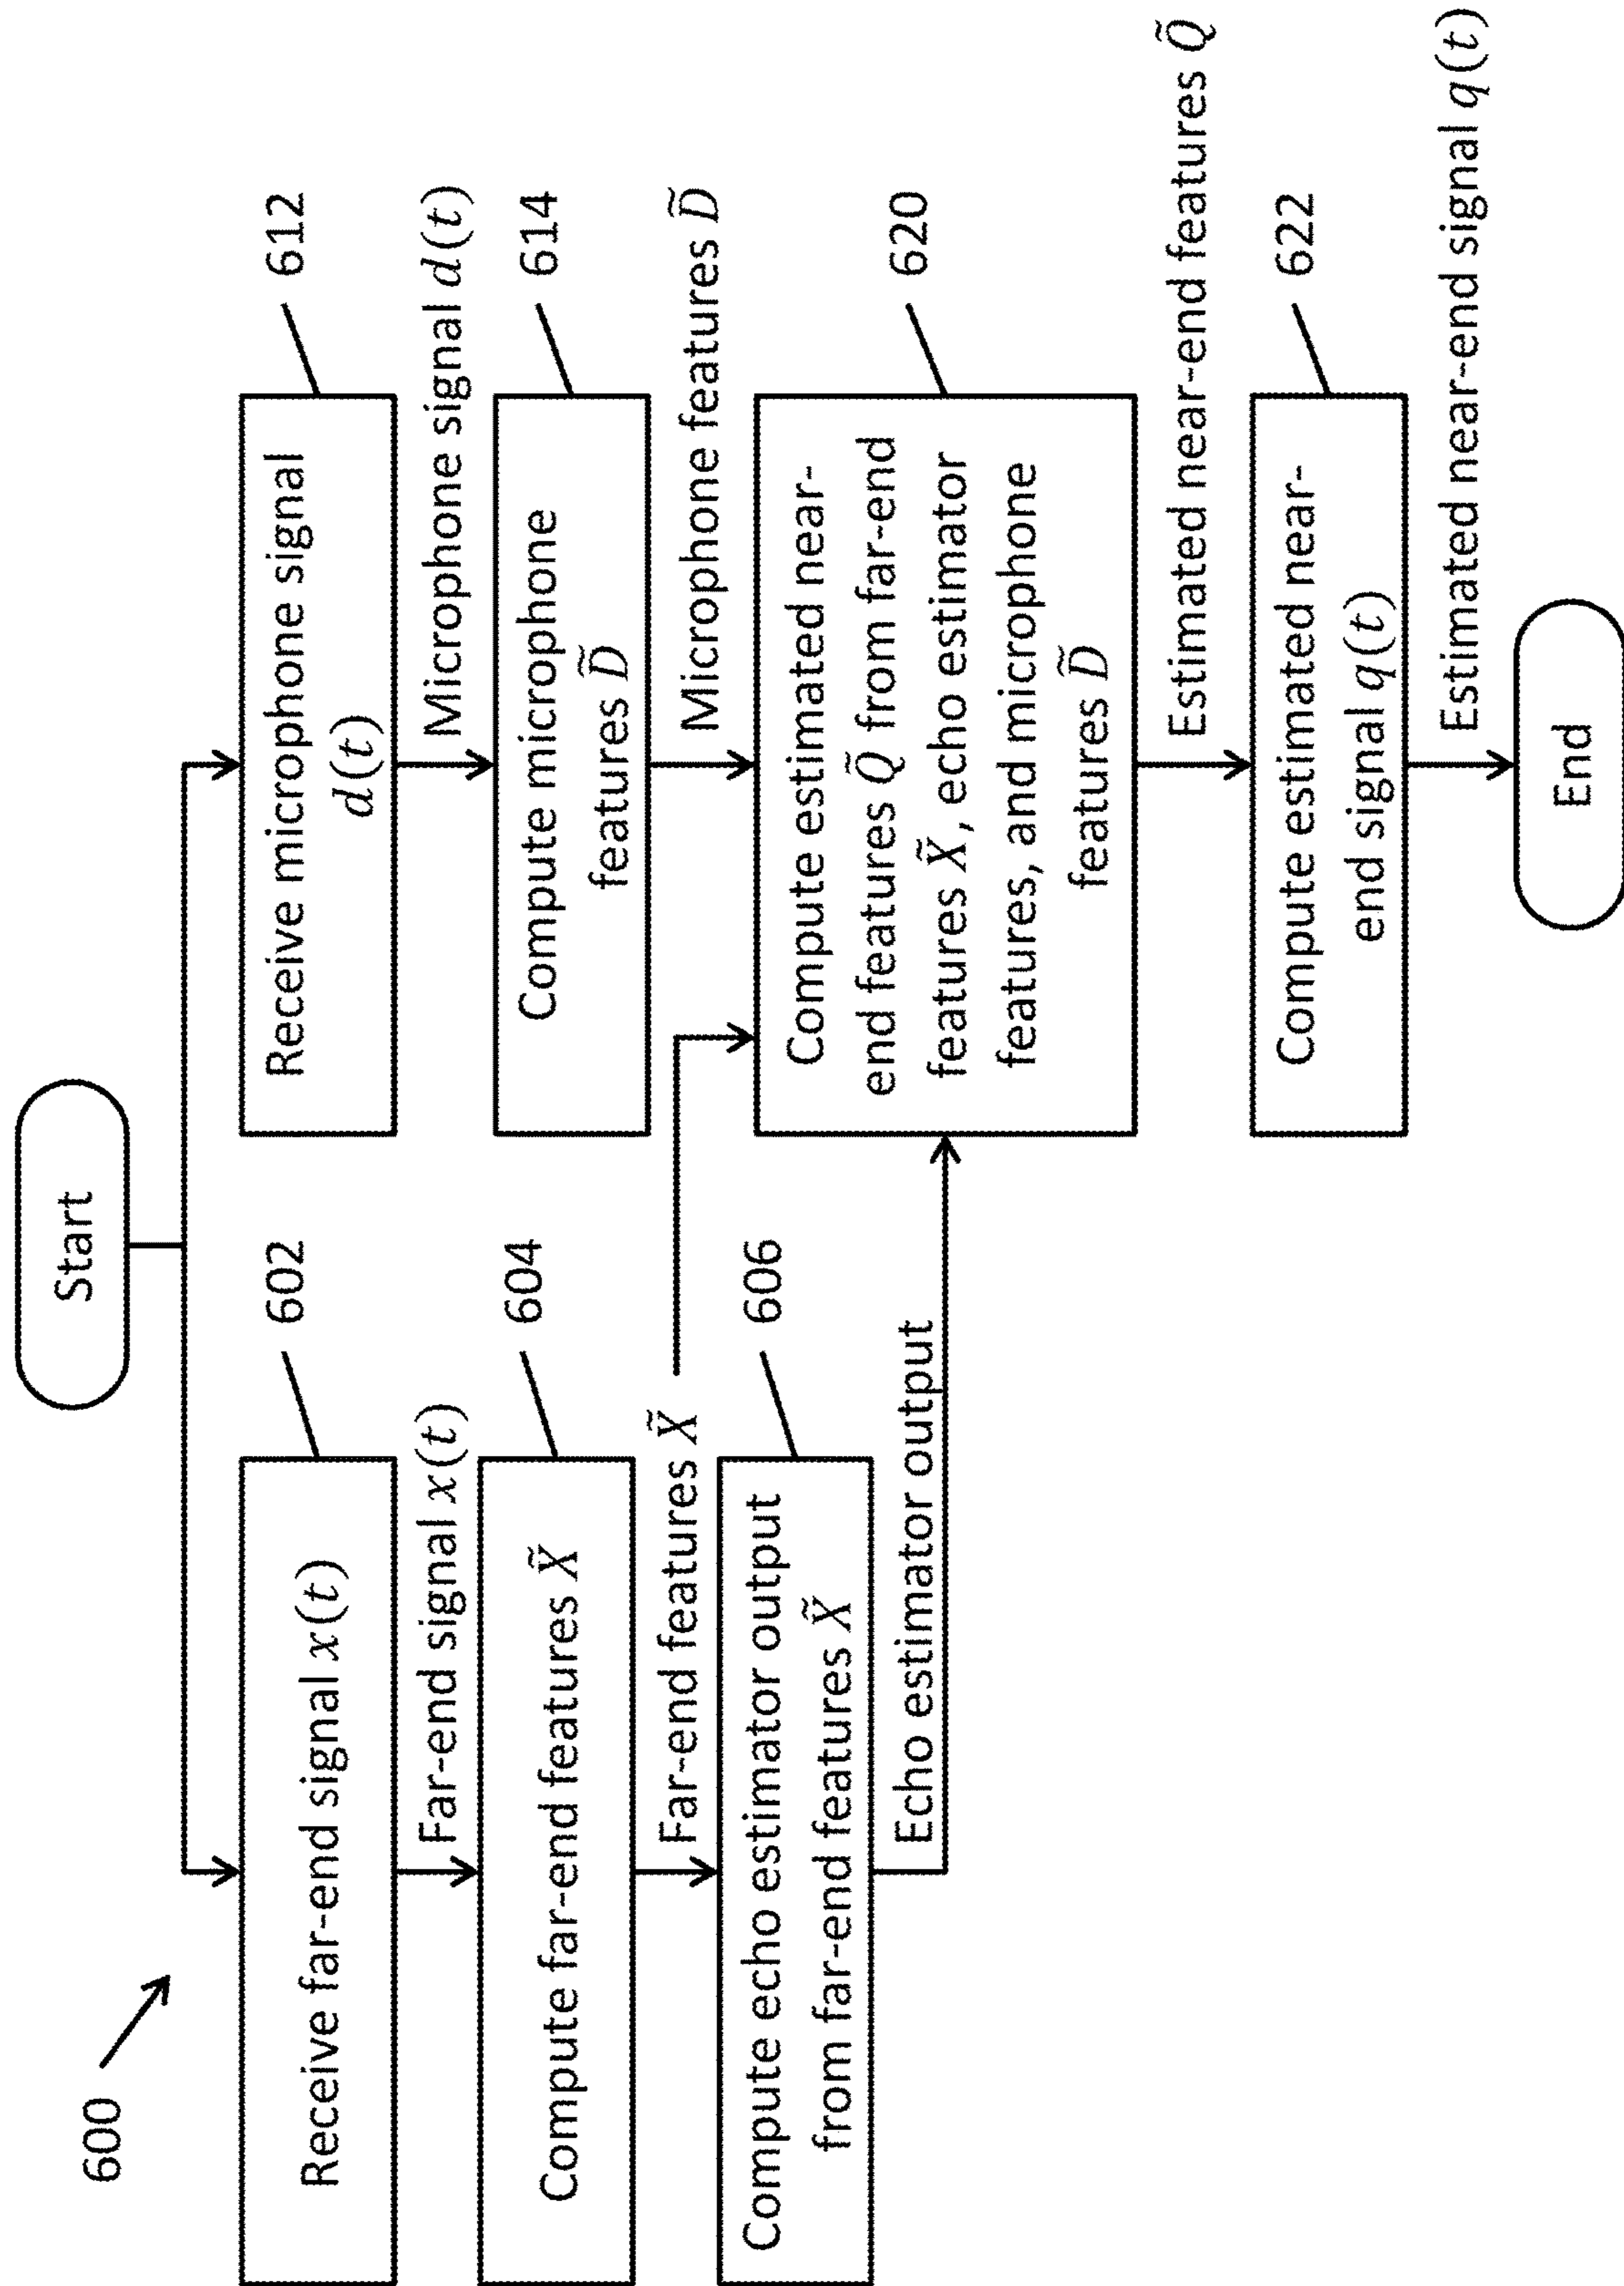 600
Start
602
Receive far-end signal x(t)
Far-end signal x(t)
604
Compute far-end features X̃
Far-end features X̃
606
Compute echo estimator output
from far-end features X̃
Echo estimator output
612
Receive microphone signal
d(t)
Microphone signal d(t)
614
Compute microphone
features D̃
Microphone features D̃
620
Compute estimated near-
end features Q̃ from far-end
features X̃, echo estimator
features, and microphone
features D̃
Estimated near-end features Q̃
622
Compute estimated near-
end signal q(t)
Estimated near-end signal q(t)
End